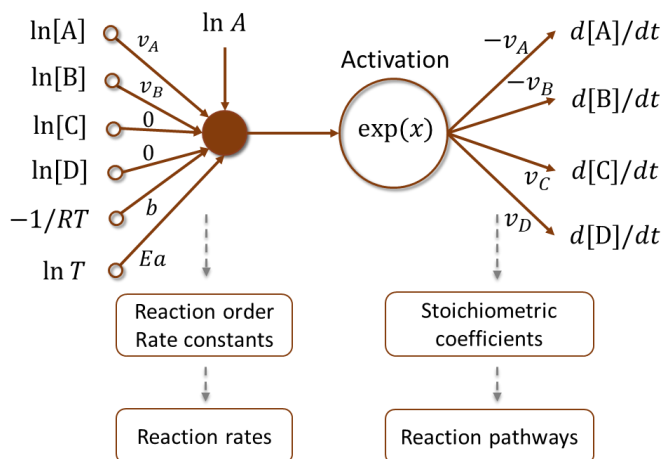 ln[A]
ln[B]
ln[C]
ln[D]
−1/RT
ln T
v_A
v_B
0
0
b
Ea
ln A
Activation
exp(x)
−v_A
−v_B
v_C
v_D
d[A]/dt
d[B]/dt
d[C]/dt
d[D]/dt
Reaction order
Rate constants
Reaction rates
Stoichiometric
coefficients
Reaction pathways